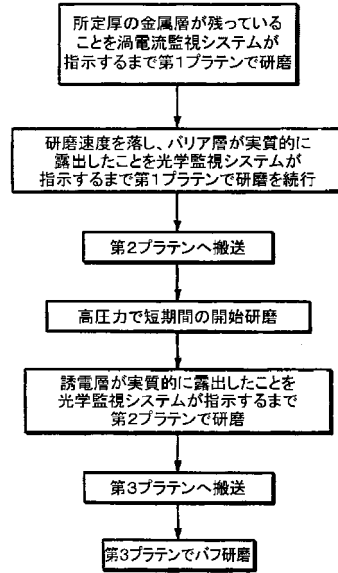 所定厚の金属層が残っている
ことを渦電流監視システムが
指示するまで第1プラテンで研磨
研磨速度を落し、バリア層が実質的に
露出したことを光学監視システムが
指示するまで第1プラテンで研磨を続行
第2プラテンへ搬送
高圧力で短期間の開始研磨
誘電層が実質的に露出したことを
光学監視システムが指示するまで
第2プラテンで研磨
第3プラテンへ搬送
第3プラテンでバフ研磨